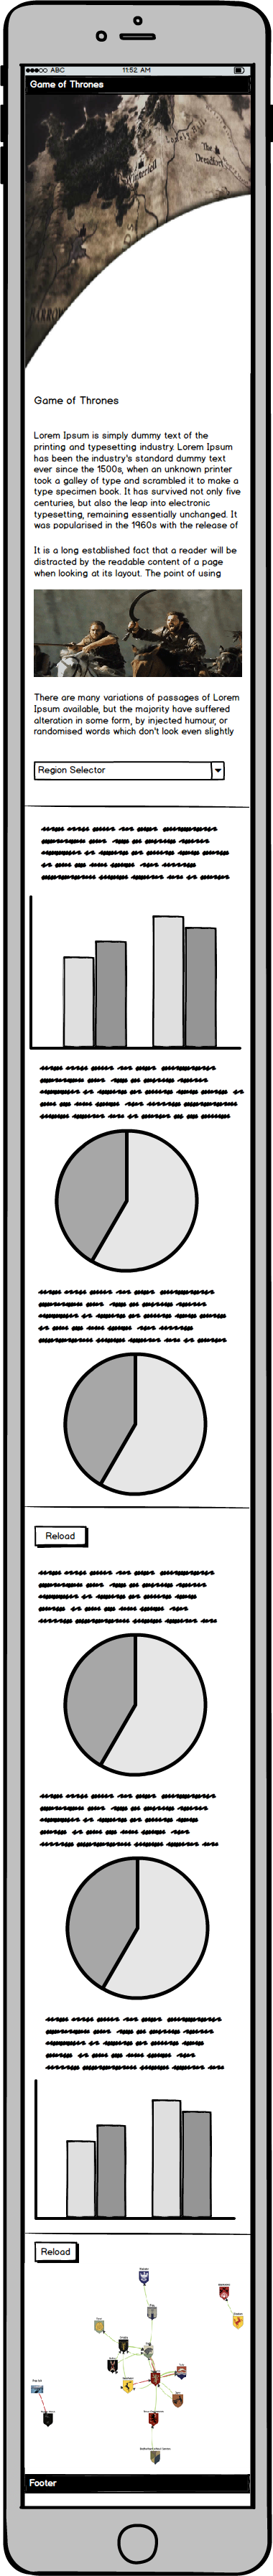 ABC 11:52 AM
Game of Thrones
Lonely Hills
The
Dreadfort
Winterfell
Game of Thrones
Lorem Ipsum is simply dummy text of the
printing and typesetting industry. Lorem Ipsum
has been the industry's standard dummy text
ever since the 1500s, when an unknown printer
took a galley of type and scrambled it to make a
type specimen book. It has survived not only five
centuries, but also the leap into electronic
typesetting, remaining essentially unchanged. It
was popularised in the 1960s with the release of
It is a long established fact that a reader will be
distracted by the readable content of a page
when looking at its layout. The point of using
There are many variations of passages of Lorem
Ipsum available, but the majority have suffered
alteration in some form, by injected humour, or
randomised words which don't look even slightly
Region Selector
Reload
Reload
Footer